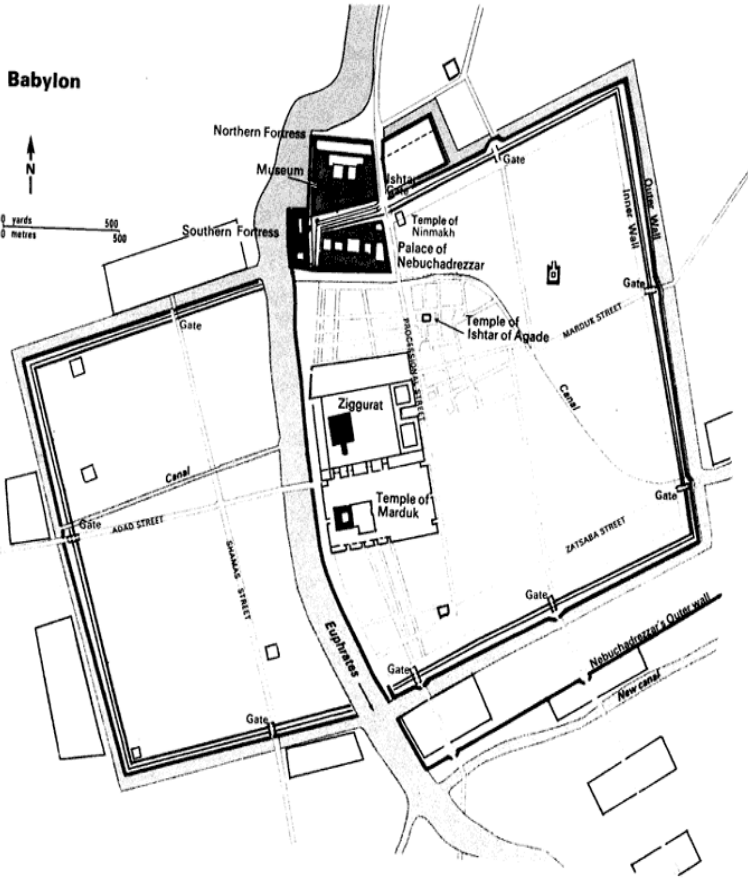 Babylon
N
0 yards 500
0 metres 500
Northern Fortress
Museum
Ishtar
Gate
Gate
Southern Fortress
Temple of
Ninmakh
Palace of
Nebuchadrezzar
Inner Wall
Outer Wall
Gate
MARDUK STREET
Temple of
Ishtar of Agade
PROCESSIONAL STREET
Canal
Gate
Ziggurat
Canal
Gate
ADAD STREET
Temple of
Marduk
Gate
ZATSABA STREET
SHAMAS STREET
Euphrates
Gate
Gate
Nebuchadrezzar's Outer wall
New canal
Gate